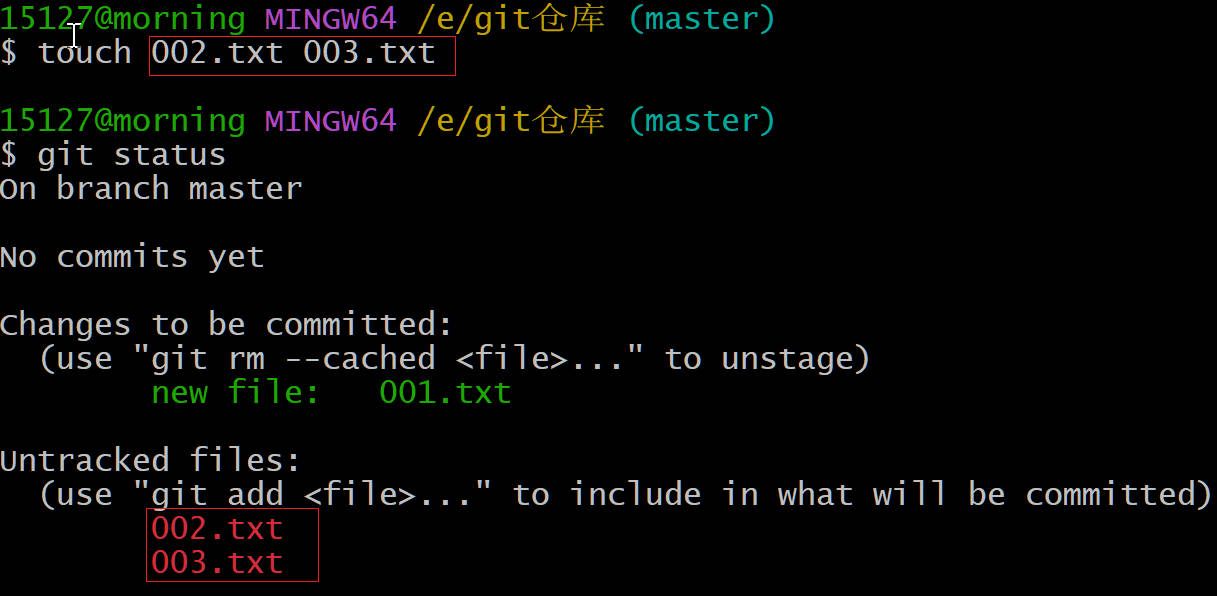 15127@morning MINGW64 /e/git仓库 (master)
$ touch 002.txt 003.txt
15127@morning MINGW64 /e/git仓库 (master)
$ git status
On branch master
No commits yet
Changes to be committed:
(use "git rm --cached <file>..." to unstage)
new file:   001.txt
Untracked files:
(use "git add <file>..." to include in what will be committed)
002.txt
003.txt